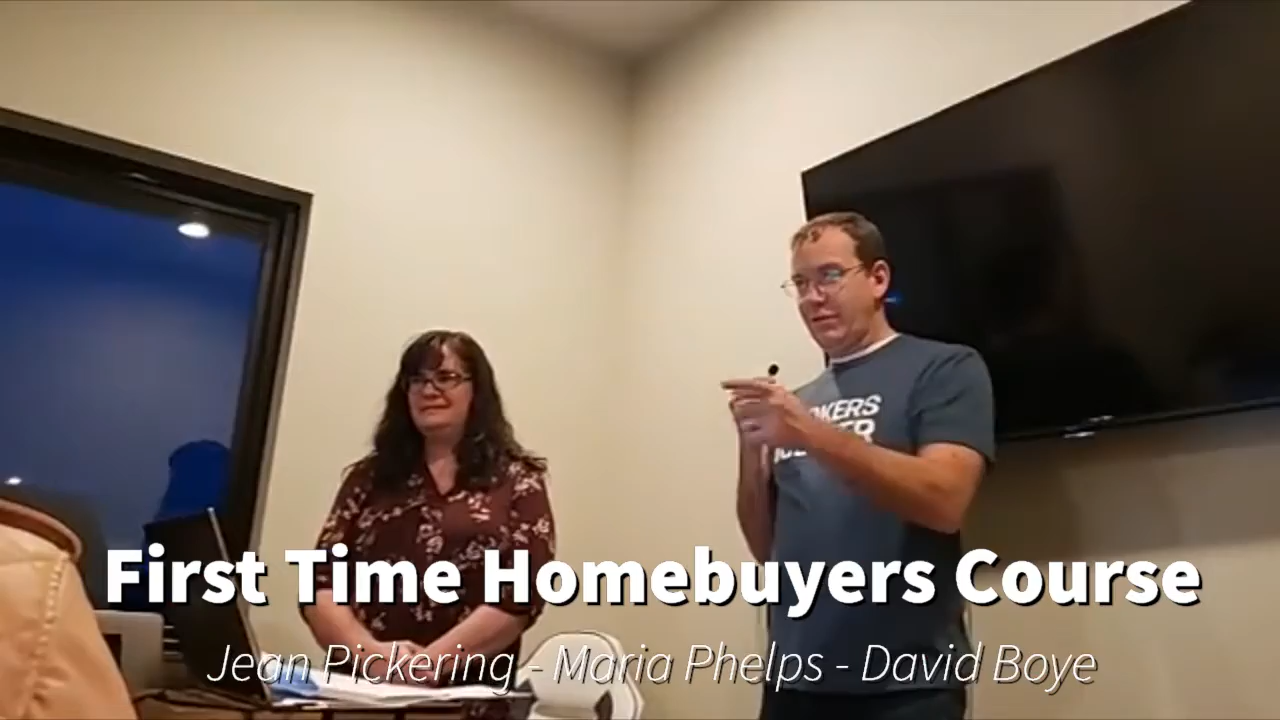 First Time Homebuyers Course
Jean Pickering - Maria Phelps - David Boye